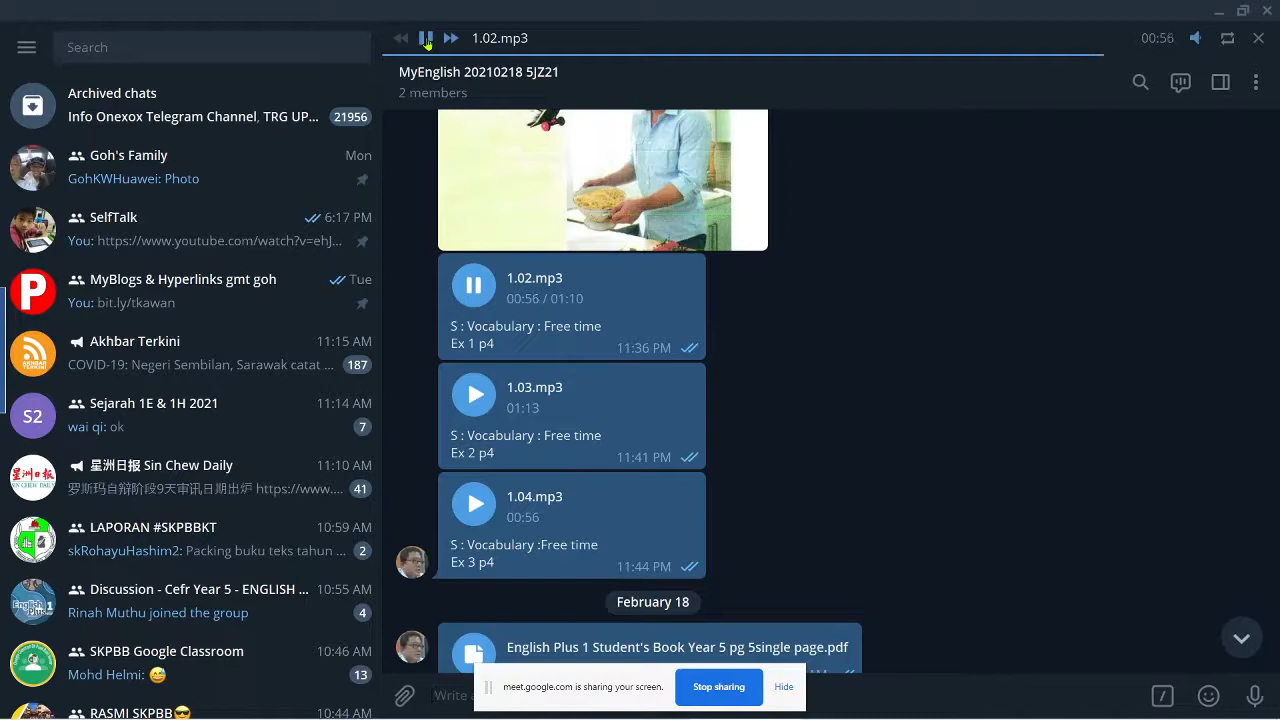 1.02.mp3
00:56
Search
MyEnglish 20210218 5JZ21
2 members
Archived chats
Info Onexox Telegram Channel, TRG UP...
21956
Goh's Family
Mon
GohKWHuawei: Photo
SelfTalk
6:17 PM
You: https://www.youtube.com/watch?v=ehJ...
MyBlogs & Hyperlinks gmt goh
Tue
You: bit.ly/tkawan
Akhbar Terkini
11:15 AM
COVID-19: Negeri Sembilan, Sarawak catat ...
187
S2
Sejarah 1E & 1H 2021
11:14 AM
wai qi: ok
7
星洲日报 Sin Chew Daily
11:10 AM
罗斯玛自辩阶段9天审讯日期出炉 https://www....
41
LAPORAN #SKPBBKT
10:59 AM
skRohayuHashim2: Packing buku teks tahun ...
2
Discussion - Cefr Year 5 - ENGLISH ...
10:55 AM
Rinah Muthu joined the group
4
SKPBB Google Classroom
10:46 AM
Mohd Helmi: 😅
13
RASMI SKPBB😎
10:44 AM
1.02.mp3
00:56 / 01:10
S : Vocabulary : Free time
Ex 1 p4
11:36 PM
1.03.mp3
01:13
S : Vocabulary : Free time
Ex 2 p4
11:41 PM
1.04.mp3
00:56
S : Vocabulary :Free time
Ex 3 p4
11:44 PM
February 18
English Plus 1 Student's Book Year 5 pg 5single page.pdf
Write
meet.google.com is sharing your screen.
Stop sharing
Hide